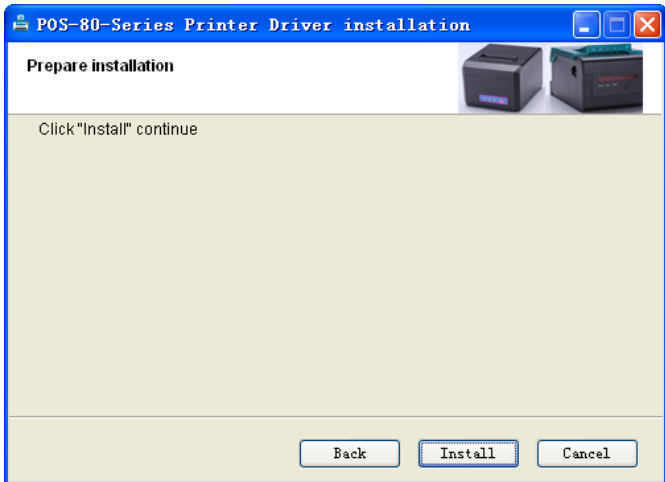 POS-80-Series Printer Driver installation
Prepare installation
Click "Install" continue
Back
Install
Cancel